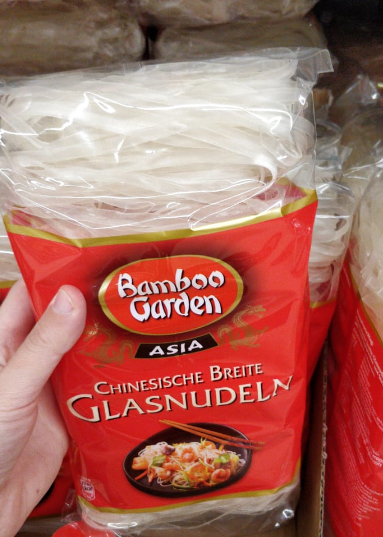 Bamboo
Garden
ASIA
CHINESISCHE BREITE
GLASNUDELN